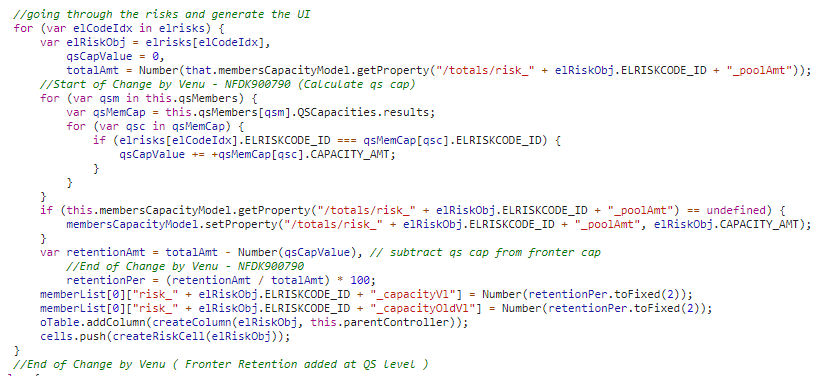 //going through the risks and generate the UI
for (var elCodeIdx in elrisks) {
var elRiskObj = elrisks[elCodeIdx],
qsCapValue = 0,
totalAmt = Number(that.membersCapacityModel.getProperty("/totals/risk_" + elRiskObj.ELRISKCODE_ID + "_poolAmt"));
//Start of Change by Venu - NFDK900790 (Calculate qs cap)
for (var qsm in this.qsMembers) {
var qsMemCap = this.qsMembers[qsm].QSCapacities.results;
for (var qsc in qsMemCap) {
if (elrisks[elCodeIdx].ELRISKCODE_ID === qsMemCap[qsc].ELRISKCODE_ID) {
qsCapValue += +qsMemCap[qsc].CAPACITY_AMT;
}
}
}
if (this.membersCapacityModel.getProperty("/totals/risk_" + elRiskObj.ELRISKCODE_ID + "_poolAmt") == undefined) {
membersCapacityModel.setProperty("/totals/risk_" + elRiskObj.ELRISKCODE_ID + "_poolAmt", elRiskObj.CAPACITY_AMT);
}
var retentionAmt = totalAmt - Number(qsCapValue), // subtract qs cap from fronter cap
//End of Change by Venu - NFDK900790
retentionPer = (retentionAmt / totalAmt) * 100;
memberList[0]["risk_" + elRiskObj.ELRISKCODE_ID + "_capacityVl"] = Number(retentionPer.toFixed(2));
memberList[0]["risk_" + elRiskObj.ELRISKCODE_ID + "_capacityOldVl"] = Number(retentionPer.toFixed(2));
oTable.addColumn(createColumn(elRiskObj, this.parentController));
cells.push(createRiskCell(elRiskObj));
}
//End of Change by Venu ( Fronter Retention added at QS level )